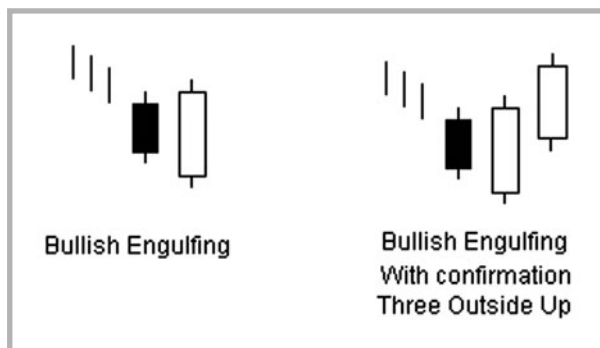 Bullish Engulfing
Bullish Engulfing
With confirmation
Three Outside Up